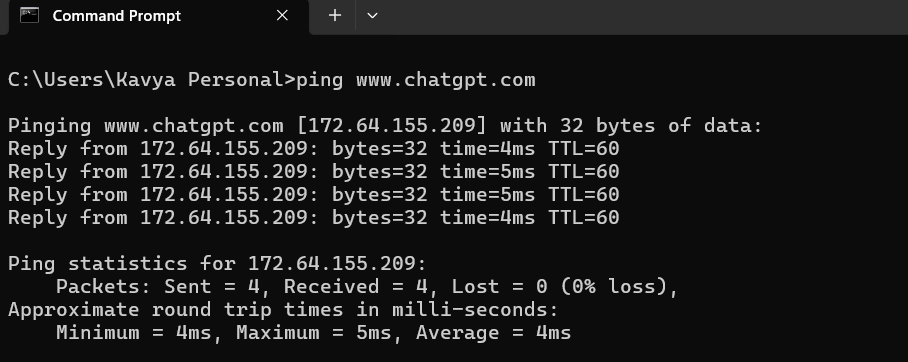 Command Prompt
C:\Users\Kavya Personal>ping www.chatgpt.com
Pinging www.chatgpt.com [172.64.155.209] with 32 bytes of data:
Reply from 172.64.155.209: bytes=32 time=4ms TTL=60
Reply from 172.64.155.209: bytes=32 time=5ms TTL=60
Reply from 172.64.155.209: bytes=32 time=5ms TTL=60
Reply from 172.64.155.209: bytes=32 time=4ms TTL=60
Ping statistics for 172.64.155.209:
    Packets: Sent = 4, Received = 4, Lost = 0 (0% loss),
Approximate round trip times in milli-seconds:
    Minimum = 4ms, Maximum = 5ms, Average = 4ms